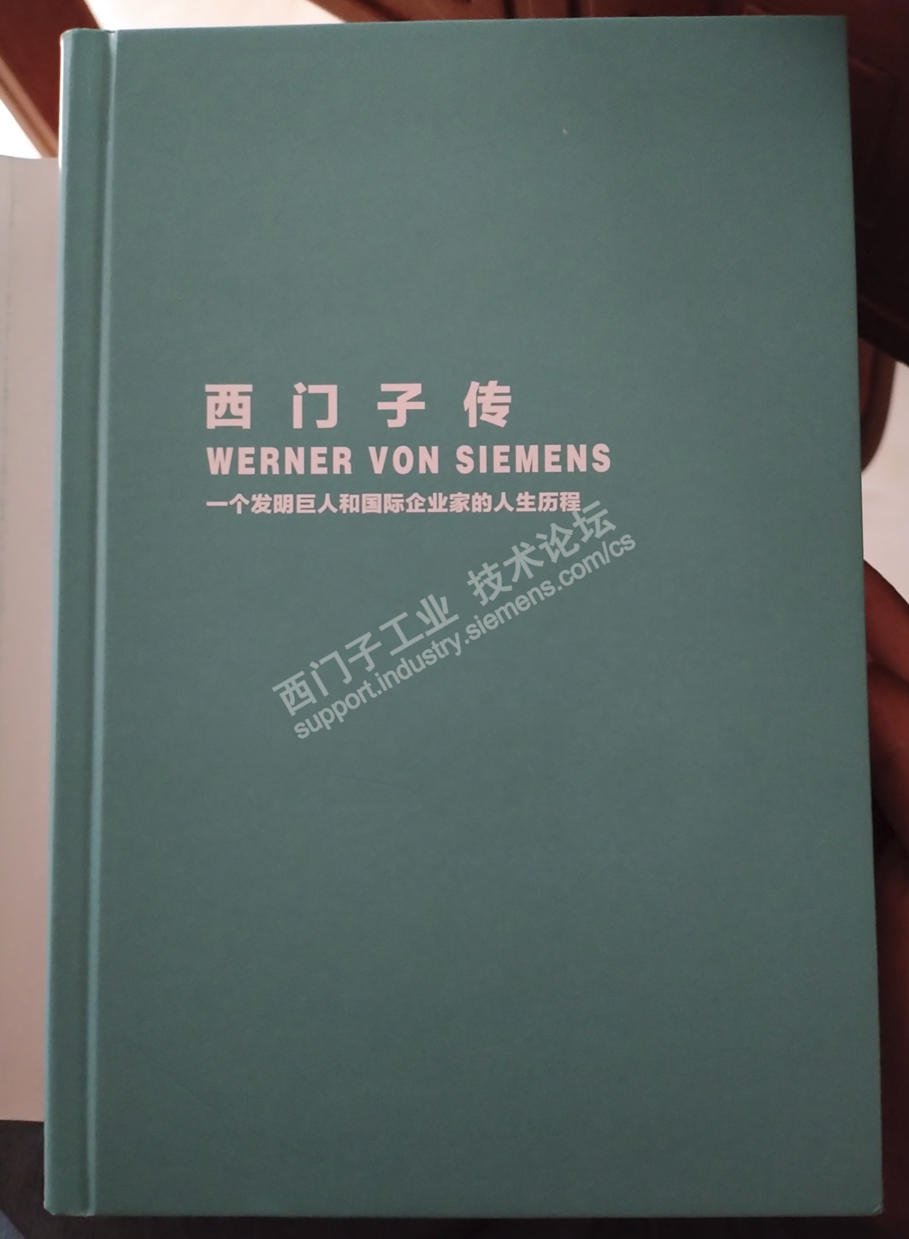 西门子传
WERNER VON SIEMENS
一个发明巨人和国际企业家的人生历程
西门子工业 技术论坛
support.industry.siemens.com/cs